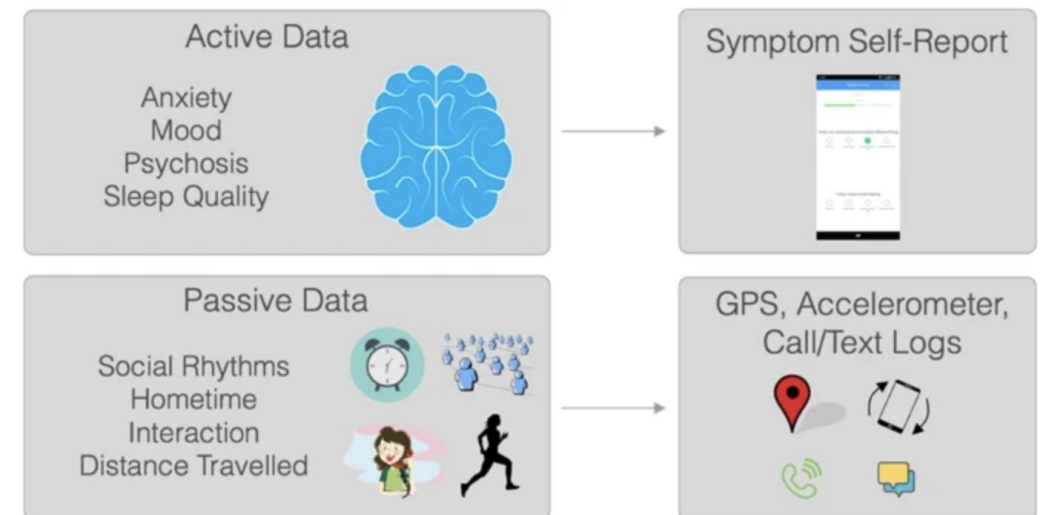 Active Data
Anxiety
Mood
Psychosis
Sleep Quality
Symptom Self-Report
Passive Data
Social Rhythms
Hometime
Interaction
Distance Travelled
GPS, Accelerometer,
Call/Text Logs